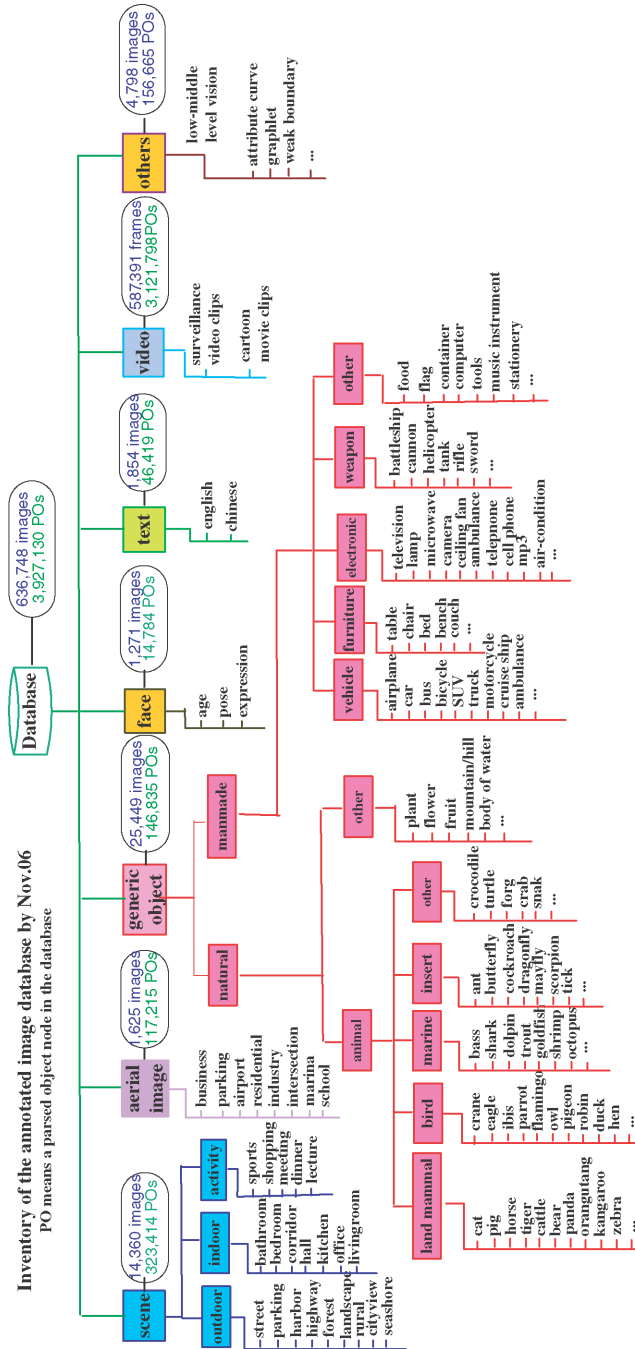 Inventory of the annotated image database by Nov.06
PO means a parsed object node in the database
Database
636,748 images
3,927,130 POs
scene
14,360 images
323,414 POs
aerial
image
1,625 images
117,215 POs
generic
object
25,449 images
146,835 POs
face
1,271 images
14,784 POs
text
1,854 images
46,419 POs
video
587,391 frames
3,121,798POs
others
4,798 images
156,665 POs
outdoor
street
parking
harbor
highway
forest
landscape
rural
cityview
seashore
indoor
bathroom
bedroom
corridor
hall
kitchen
office
livingroom
activity
sports
shopping
meeting
dinner
lecture
business
parking
airport
residential
industry
intersection
marina
school
natural
manmade
age
pose
expression
english
chinese
surveillance
video clips
cartoon
movie clips
low-middle
level vision
attribute curve
graphlet
weak boundary
...
animal
other
plant
flower
fruit
mountain/hill
body of water
...
land mammal
cat
pig
horse
tiger
cattle
bear
panda
orangutang
kangaroo
zebra
...
bird
crane
eagle
ibis
parrot
flamingo
owl
pigeon
robin
duck
hen
...
marine
bass
shark
dolpin
trout
goldfish
shrimp
octopus
...
insert
ant
butterfly
cockroach
dragonfly
mayfly
scorpion
tick
...
other
crocodile
turtle
forg
crab
snak
...
vehicle
airplane
car
bus
bicycle
SUV
truck
motorcycle
cruise ship
ambulance
...
furniture
table
chair
bed
bench
couch
...
electronic
television
lamp
microwave
camera
ceiling fan
ambulance
telepnone
cell phone
mp3
air-condition
...
weapon
battleship
cannon
helicopter
tank
rifle
sword
...
other
food
flag
container
computer
tools
music instrument
stationery
...